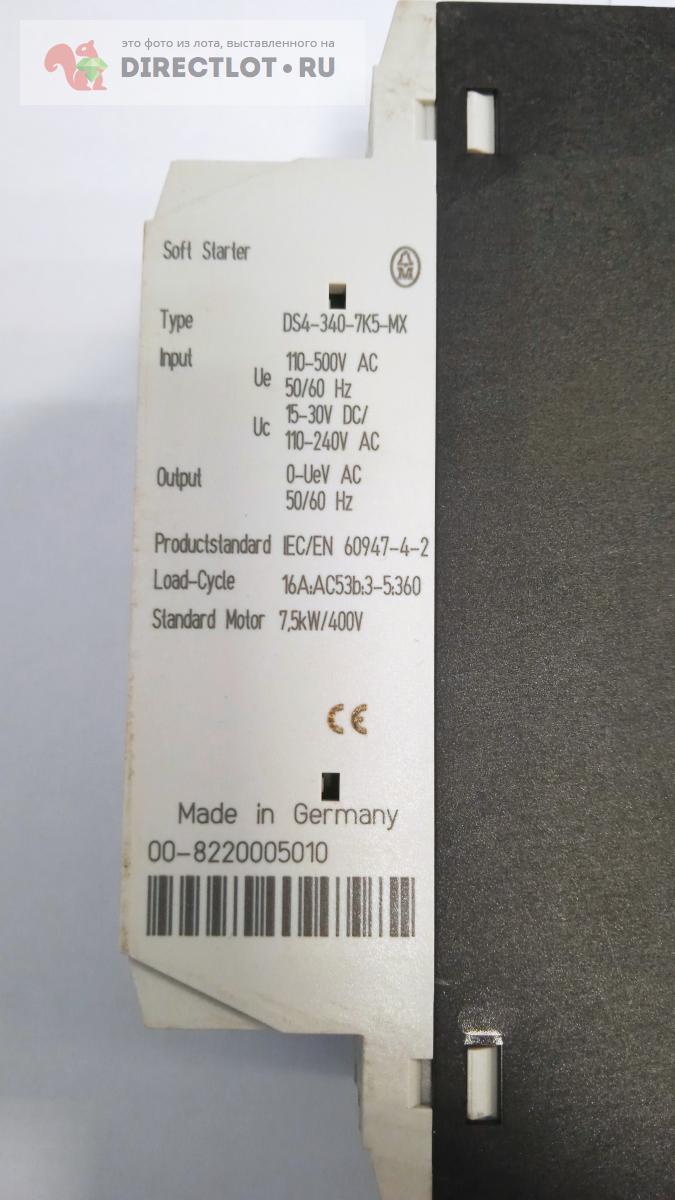 это фото из лота, выставленного на
DIRECTLOT.RU
Soft Starter
Type DS4-340-7K5-MX
Input Ue 110-500V AC
50/60 Hz
Uc 15-30V DC/
110-240V AC
Output 0-UeV AC
50/60 Hz
Productstandard IEC/EN 60947-4-2
Load-Cycle 16A:AC53b:3-5:360
Standard Motor 7,5kW/400V
CE
Made in Germany
00-8220005010